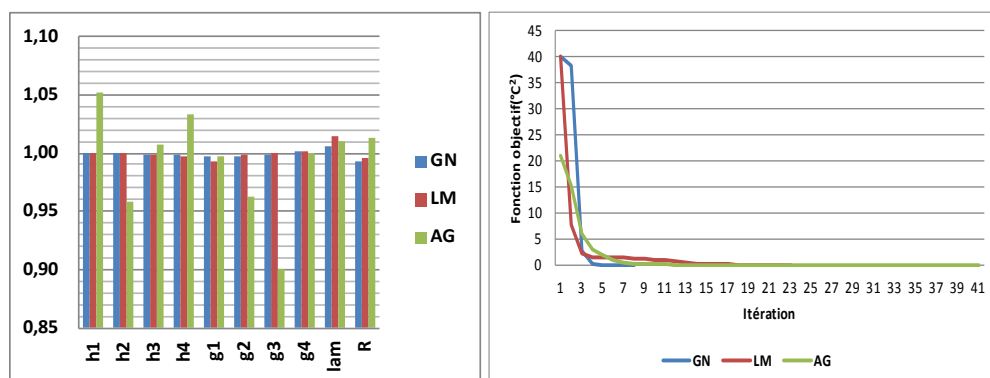 1,10
1,05
1,00
0,95
0,90
0,85
h1 h2 h3 h4 g1 g2 g3 g4 lam R
GN
LM
AG
Fonction objectif(°C²)
45
40
35
30
25
20
15
10
5
0
1 3 5 7 9 11 13 15 17 19 21 23 25 27 29 31 33 35 37 39 41
Itération
GN LM AG